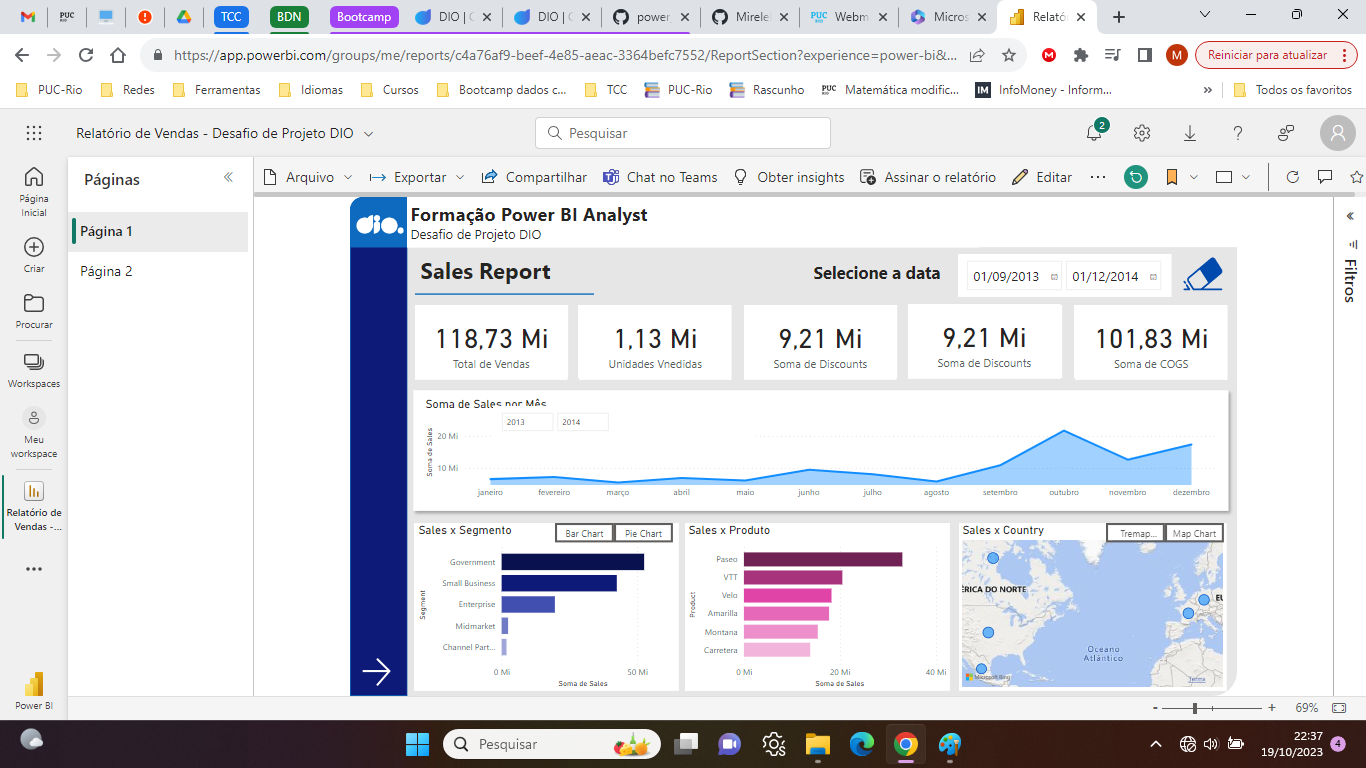 TCC
BDN
Bootcamp
DIO | C
DIO | C
power
Mirele
Webm
Micros
Relató
https://app.powerbi.com/groups/me/reports/c4a76af9-beef-4e85-aeac-3364befc7552/ReportSection?experience=power-bi&...
M
Reiniciar para atualizar
PUC-Rio
Redes
Ferramentas
Idiomas
Cursos
Bootcamp dados c...
TCC
PUC-Rio
Rascunho
Matemática modific...
IM
InfoMoney - Inform...
Todos os favoritos
Relatório de Vendas - Desafio de Projeto DIO
Pesquisar
2
Página
Inicial
Criar
Procurar
Workspaces
Meu
workspace
Relatório de
Vendas -...
Power BI
Páginas
Página 1
Página 2
Arquivo
Exportar
Compartilhar
Chat no Teams
Obter insights
Assinar o relatório
Editar
Filtros
dio.
Formação Power BI Analyst
Desafio de Projeto DIO
Sales Report
Selecione a data
01/09/2013
01/12/2014
118,73 Mi
Total de Vendas
1,13 Mi
Unidades Vnedidas
9,21 Mi
Soma de Discounts
9,21 Mi
Soma de Discounts
101,83 Mi
Soma de COGS
Soma de Sales por Mês
2013
2014
Soma de Sales
20 Mi
10 Mi
janeiro
fevereiro
março
abril
maio
junho
julho
agosto
setembro
outubro
novembro
dezembro
Sales x Segmento
Bar Chart
Pie Chart
Segment
Government
Small Business
Enterprise
Midmarket
Channel Part...
0 Mi
50 Mi
Soma de Sales
Sales x Produto
Product
Paseo
VTT
Velo
Amarilla
Montana
Carretera
0 Mi
20 Mi
40 Mi
Soma de Sales
Sales x Country
Tremap...
Map Chart
ÉRICA DO NORTE
EU
Oceano
Atlântico
Microsoft Bing
Terms
69%
Pesquisar
22:37
19/10/2023
4